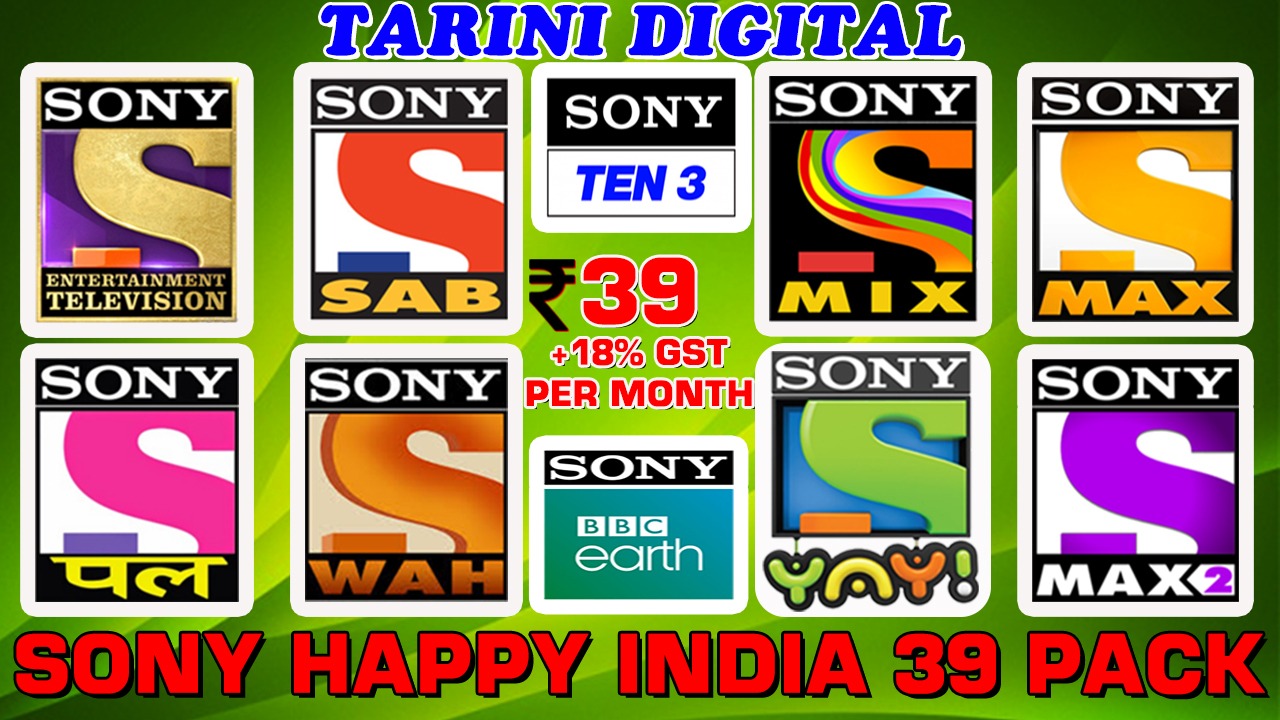 TARINI DIGITAL
SONY
ENTERTAINMENT
TELEVISION
SONY
SAB
SONY
TEN 3
SONY
MIX
SONY
MAX
₹39
+18% GST
PER MONTH
SONY
पल
SONY
WAH
SONY
BBC
earth
SONY
YAY!
SONY
MAX2
SONY HAPPY INDIA 39 PACK